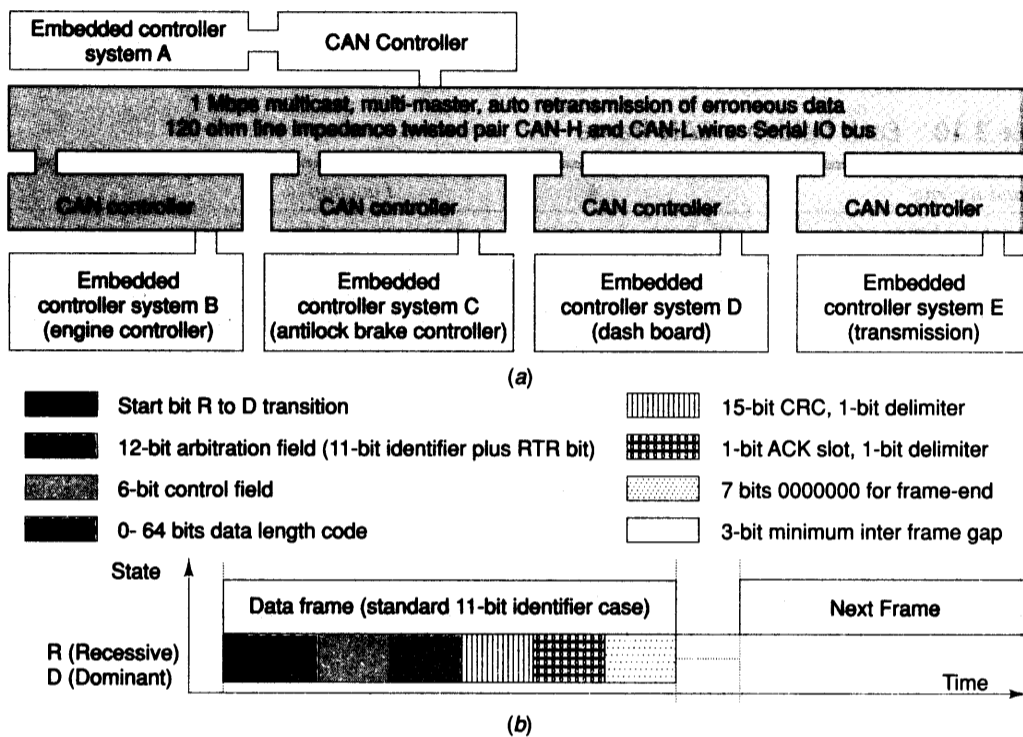 Embedded controller
system A
CAN Controller
1 Mbps multicast, multi-master, auto retransmission of erroneous data
120 ohm line impedance twisted pair CAN-H and CAN-L wires Serial IO bus
CAN controller
CAN controller
CAN controller
CAN controller
Embedded
controller system B
(engine controller)
Embedded
controller system C
(antilock brake controller)
Embedded
controller system D
(dash board)
Embedded
controller system E
(transmission)
(a)
Start bit R to D transition
12-bit arbitration field (11-bit identifier plus RTR bit)
6-bit control field
0- 64 bits data length code
15-bit CRC, 1-bit delimiter
1-bit ACK slot, 1-bit delimiter
7 bits 0000000 for frame-end
3-bit minimum inter frame gap
State
Data frame (standard 11-bit identifier case)
Next Frame
R (Recessive)
D (Dominant)
Time
(b)